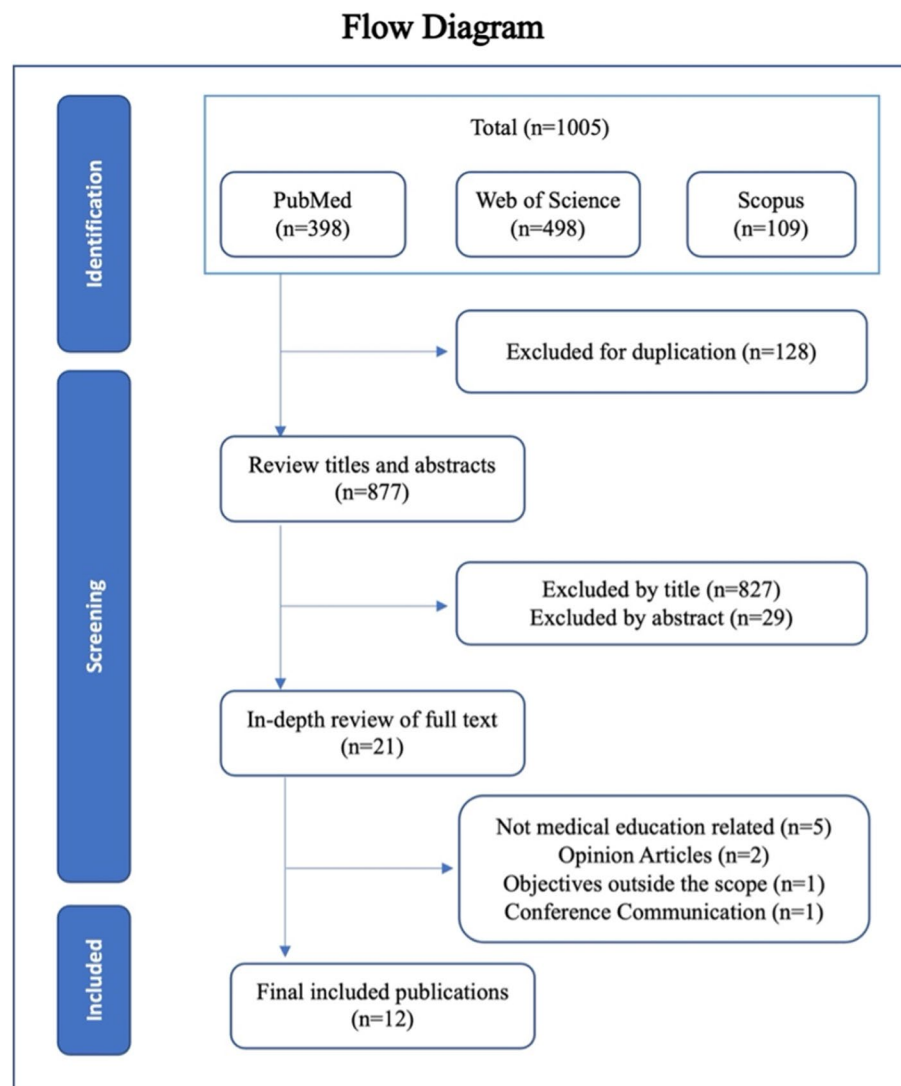 Flow Diagram
Identification
Total (n=1005)
PubMed
(n=398)
Web of Science
(n=498)
Scopus
(n=109)
Excluded for duplication (n=128)
Screening
Review titles and abstracts
(n=877)
Excluded by title (n=827)
Excluded by abstract (n=29)
In-depth review of full text
(n=21)
Not medical education related (n=5)
Opinion Articles (n=2)
Objectives outside the scope (n=1)
Conference Communication (n=1)
Included
Final included publications
(n=12)